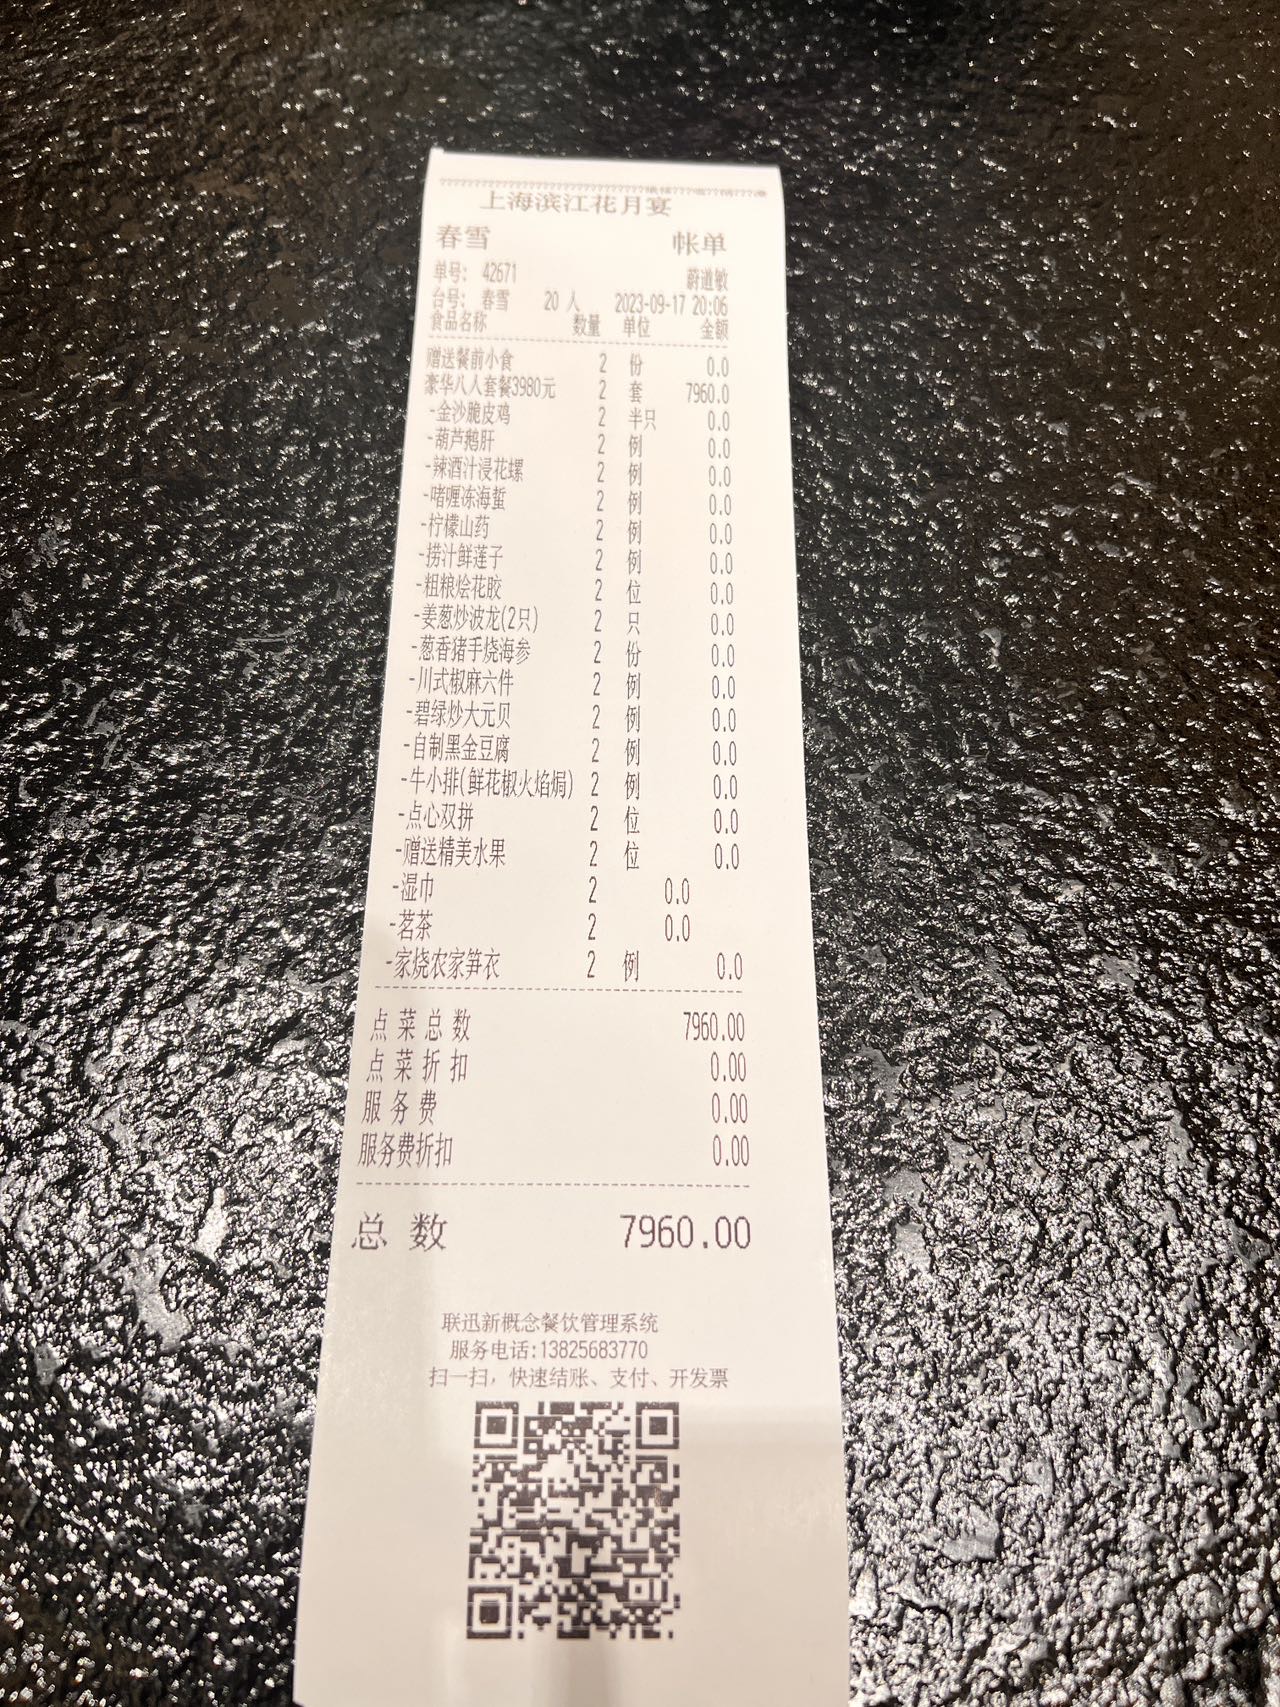 上海滨江花月宴
春雪 帐单
单号: 42671 蔚道敏
台号: 春雪 20 人 2023-09-17 20:06
食品名称 数量 单位 金额
赠送餐前小食 2 份 0.0
豪华八人套餐3980元 2 套 7960.0
-金沙脆皮鸡 2 半只 0.0
-葫芦鹅肝 2 例 0.0
-辣酒汁浸花螺 2 例 0.0
-啫喱冻海蜇 2 例 0.0
-柠檬山药 2 例 0.0
-捞汁鲜莲子 2 例 0.0
-粗粮烩花胶 2 位 0.0
-姜葱炒波龙(2只) 2 只 0.0
-葱香猪手烧海参 2 份 0.0
-川式椒麻六件 2 例 0.0
-碧绿炒大元贝 2 例 0.0
-自制黑金豆腐 2 例 0.0
-牛小排(鲜花椒火焰焗) 2 例 0.0
-点心双拼 2 位 0.0
-赠送精美水果 2 位 0.0
-湿巾 2 0.0
-茗茶 2 0.0
-家烧农家笋衣 2 例 0.0
点菜总数 7960.00
点菜折扣 0.00
服务费 0.00
服务费折扣 0.00
总数 7960.00
联迅新概念餐饮管理系统
服务电话:13825683770
扫一扫，快速结账、支付、开发票